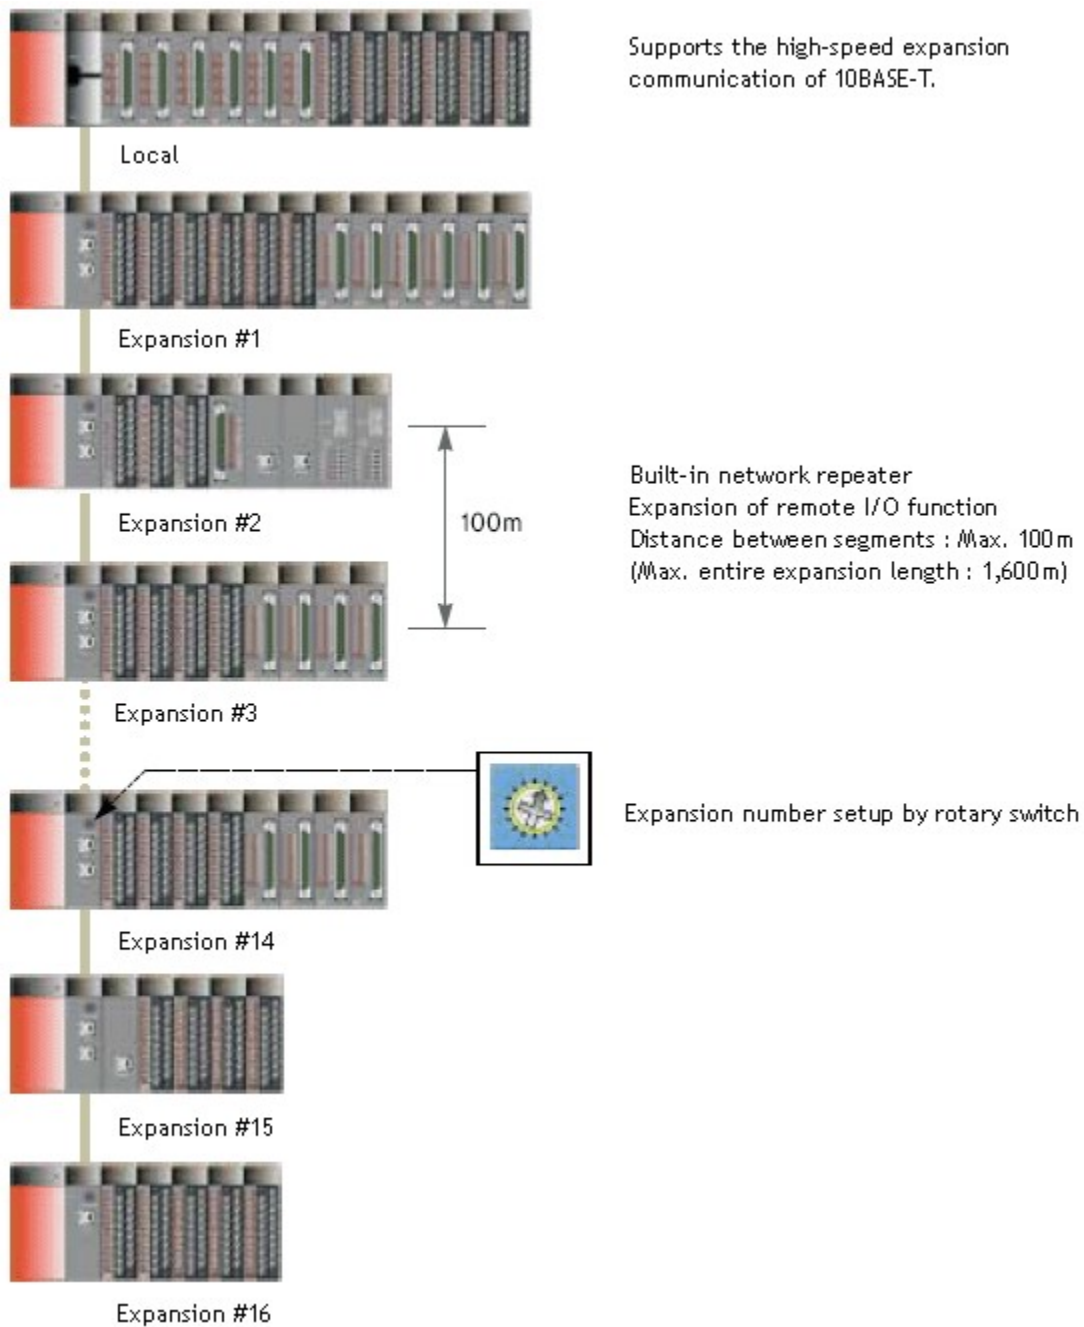 Supports the high-speed expansion
communication of 10BASE-T.
Local
Expansion #1
Expansion #2
100m
Built-in network repeater
Expansion of remote I/O function
Distance between segments : Max. 100m
(Max. entire expansion length : 1,600m)
Expansion #3
Expansion number setup by rotary switch
Expansion #14
Expansion #15
Expansion #16